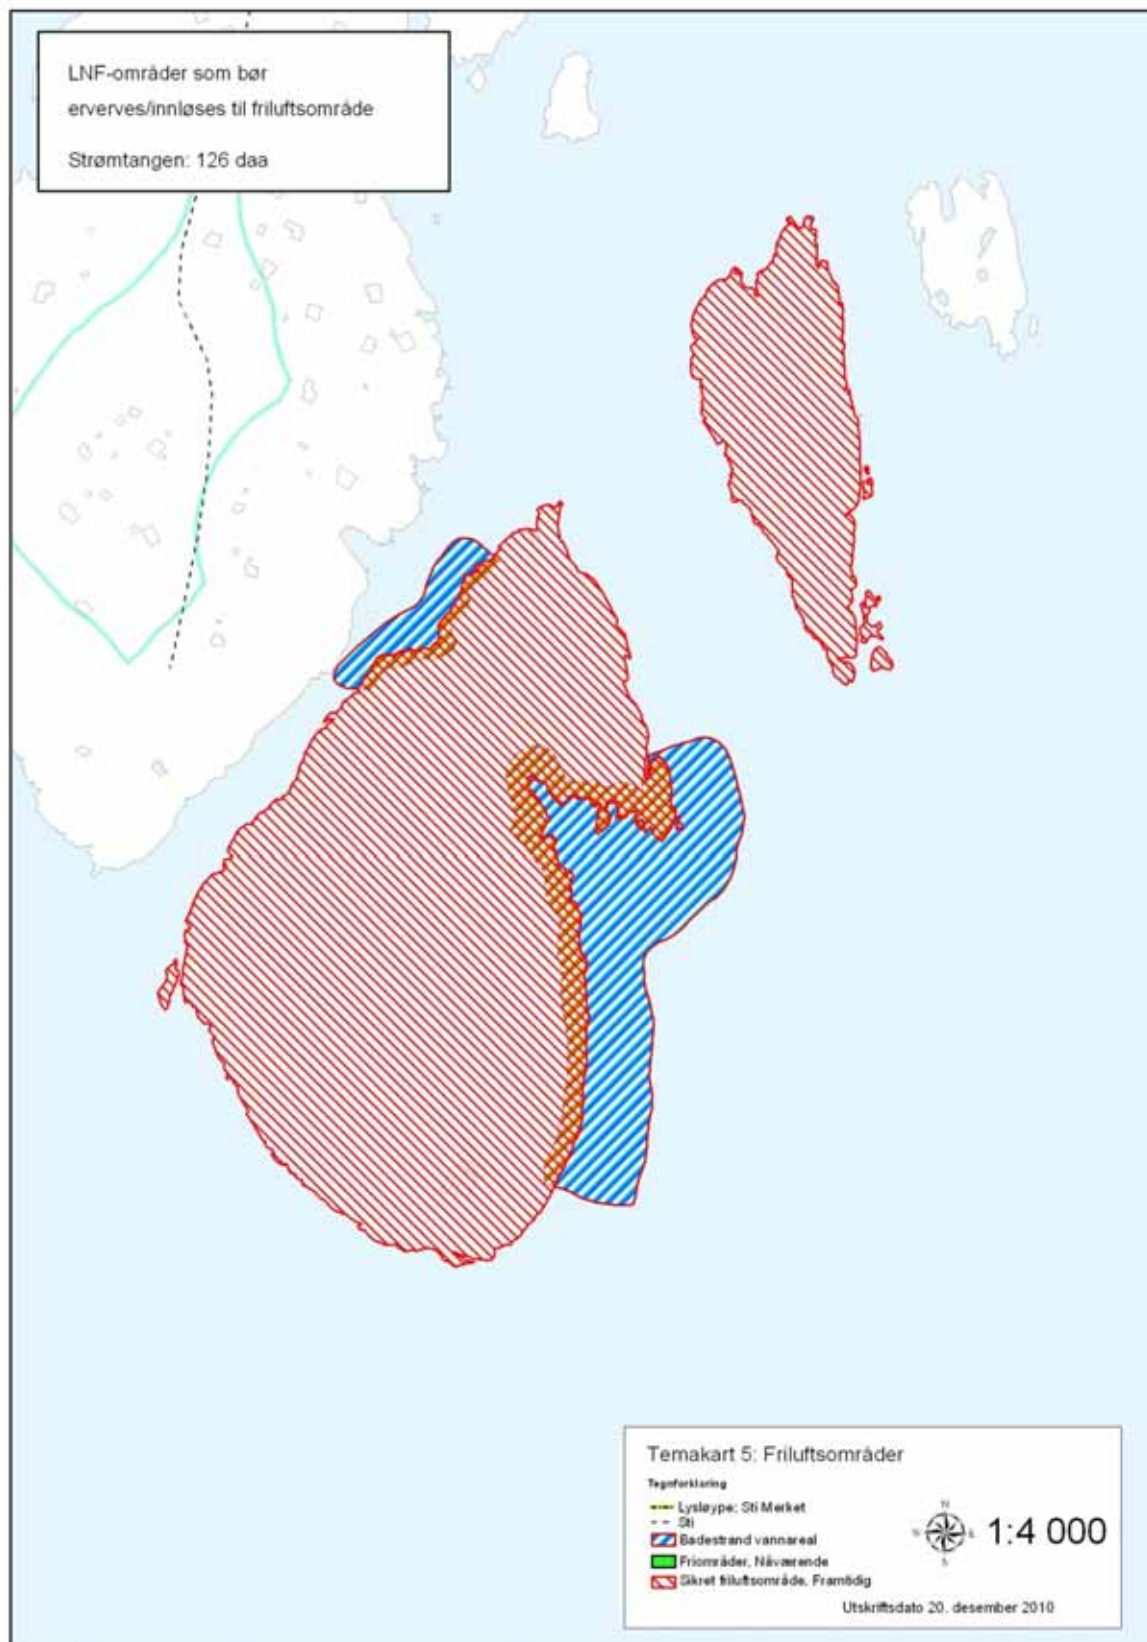 LNF-områder som bør
erverves/innløses til friluftsområde
Strømtangen: 126 daa
Temakart 5: Friluftsområder
Tegnforklaring
Lysløype; Sti Merket
Sti
Badestrand vannareal
Friområder, Nåværende
Sikret friluftsområde, Framtidig
N
S
1:4 000
Utskriftsdato 20. desember 2010